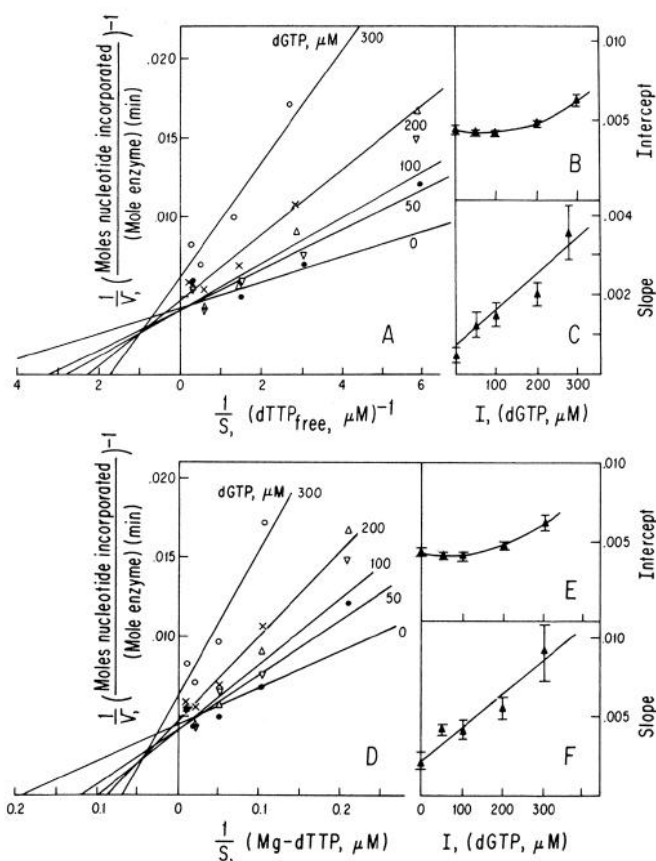 dGTP, μM
300
200
100
50
0
.020
.015
.010
1/V, (Moles nucleotide incorporated / (Mole enzyme) (min))⁻¹
A
4 3 2 1 0 2 4 6
1/S, (dTTPfree, μM)⁻¹
.010
.005
Intercept
B
.004
.002
Slope
C
0 100 200 300
I, (dGTP, μM)
dGTP, μM
300
200
100
50
0
.020
.015
.010
1/V, (Moles nucleotide incorporated / (Mole enzyme) (min))⁻¹
D
0.2 0.1 0 0.1 0.2
1/S, (Mg-dTTP, μM)
.010
.005
Intercept
E
.010
.005
Slope
F
0 100 200 300
I, (dGTP, μM)